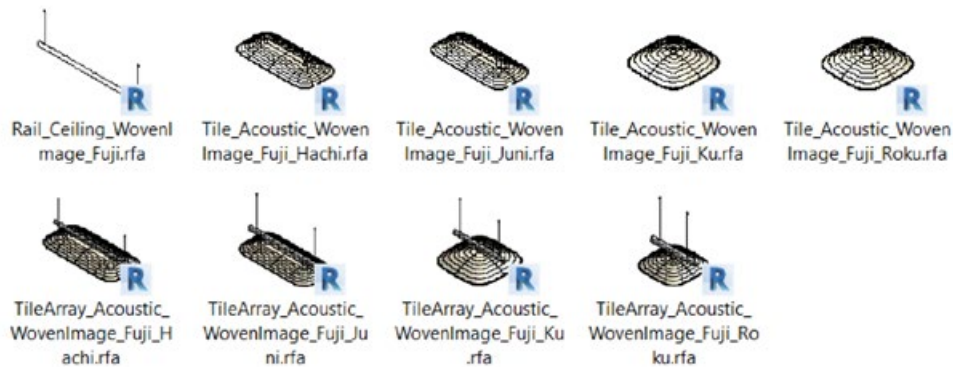 Rail_Ceiling_WovenI
mage_Fuji.rfa
Tile_Acoustic_Woven
Image_Fuji_Hachi.rfa
Tile_Acoustic_Woven
Image_Fuji_Juni.rfa
Tile_Acoustic_Woven
Image_Fuji_Ku.rfa
Tile_Acoustic_Woven
Image_Fuji_Roku.rfa
TileArray_Acoustic_
WovenImage_Fuji_H
achi.rfa
TileArray_Acoustic_
WovenImage_Fuji_Ju
ni.rfa
TileArray_Acoustic_
WovenImage_Fuji_Ku
.rfa
TileArray_Acoustic_
WovenImage_Fuji_Ro
ku.rfa
R
R
R
R
R
R
R
R
R